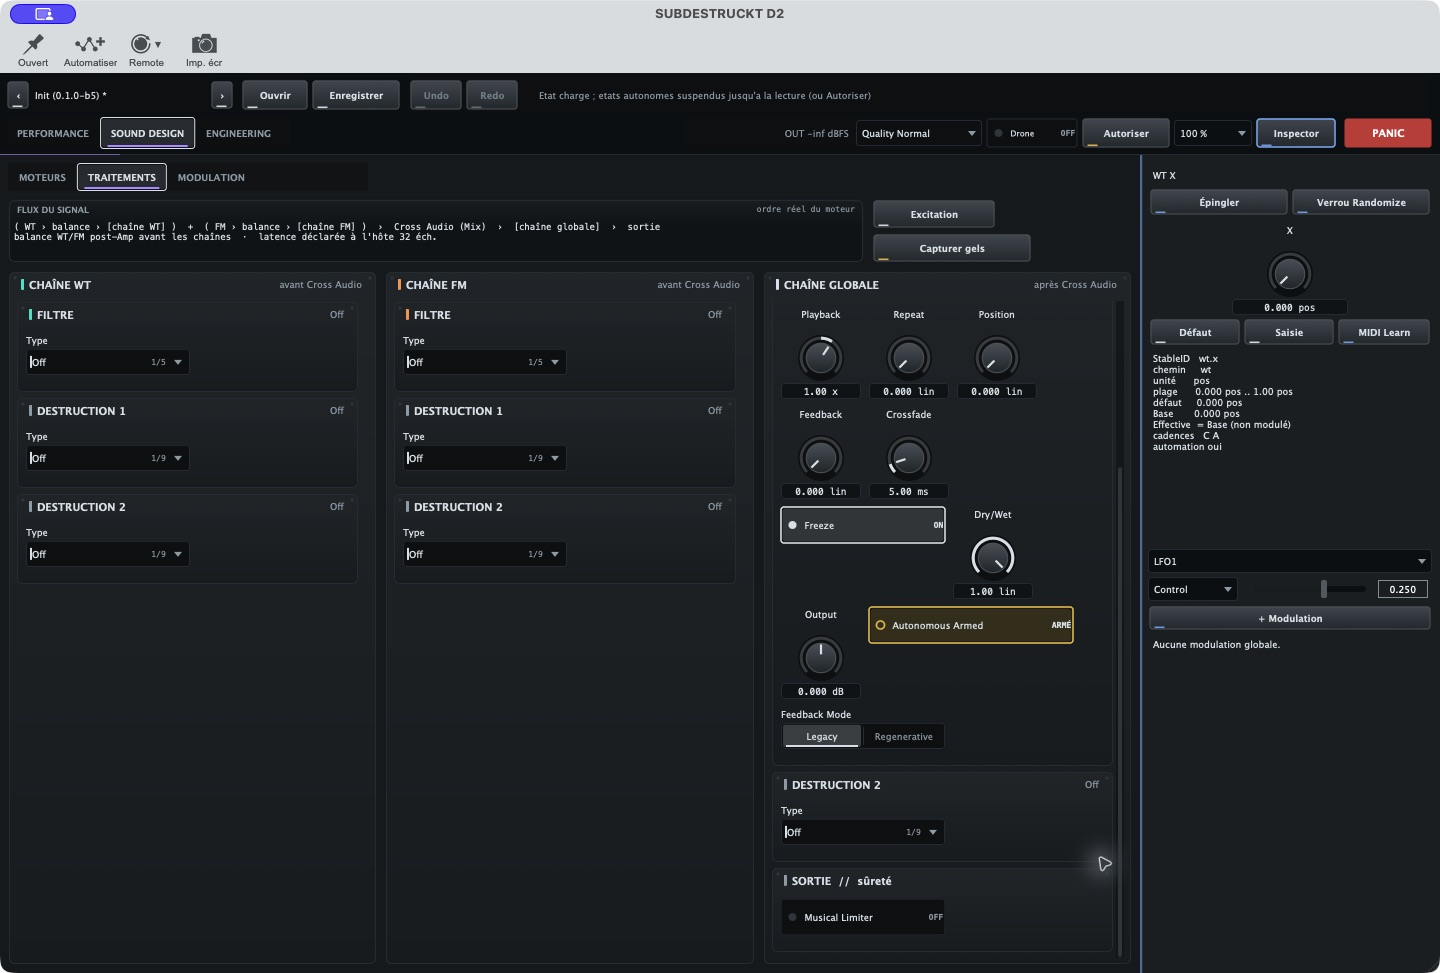 SUBDESTRUCKT D2
Ouvert
Automatiser
Remote
Imp. écr
Init (0.1.0-b5) *
Ouvrir
Enregistrer
Undo
Redo
Etat charge ; etats autonomes suspendus jusqu'a la lecture (ou Autoriser)
PERFORMANCE
SOUND DESIGN
ENGINEERING
OUT -inf dBFS
Quality Normal
Drone
OFF
Autoriser
100 %
Inspector
PANIC
MOTEURS
TRAITEMENTS
MODULATION
FLUX DU SIGNAL
ordre réel du moteur
( WT › balance › [chaîne WT] ) + ( FM › balance › [chaîne FM] ) › Cross Audio (Mix) › [chaîne globale] › sortie
balance WT/FM post-Amp avant les chaînes · latence déclarée à l'hôte 32 éch.
Excitation
Capturer gels
CHAÎNE WT
avant Cross Audio
FILTRE
Off
Type
Off
1/5
DESTRUCTION 1
Off
Type
Off
1/9
DESTRUCTION 2
Off
Type
Off
1/9
CHAÎNE FM
avant Cross Audio
FILTRE
Off
Type
Off
1/5
DESTRUCTION 1
Off
Type
Off
1/9
DESTRUCTION 2
Off
Type
Off
1/9
CHAÎNE GLOBALE
après Cross Audio
Playback
Repeat
Position
1.00 x
0.000 lin
0.000 lin
Feedback
Crossfade
0.000 lin
5.00 ms
Freeze
ON
Dry/Wet
1.00 lin
Output
Autonomous Armed
ARMÉ
0.000 dB
Feedback Mode
Legacy
Regenerative
DESTRUCTION 2
Off
Type
Off
1/9
SORTIE // sûreté
Musical Limiter
OFF
WT X
Épingler
Verrou Randomize
X
0.000 pos
Défaut
Saisie
MIDI Learn
StableID wt.x
chemin wt
unité pos
plage 0.000 pos .. 1.00 pos
défaut 0.000 pos
Base 0.000 pos
Effective = Base (non modulé)
cadences C A
automation oui
LFO1
Control
0.250
+ Modulation
Aucune modulation globale.